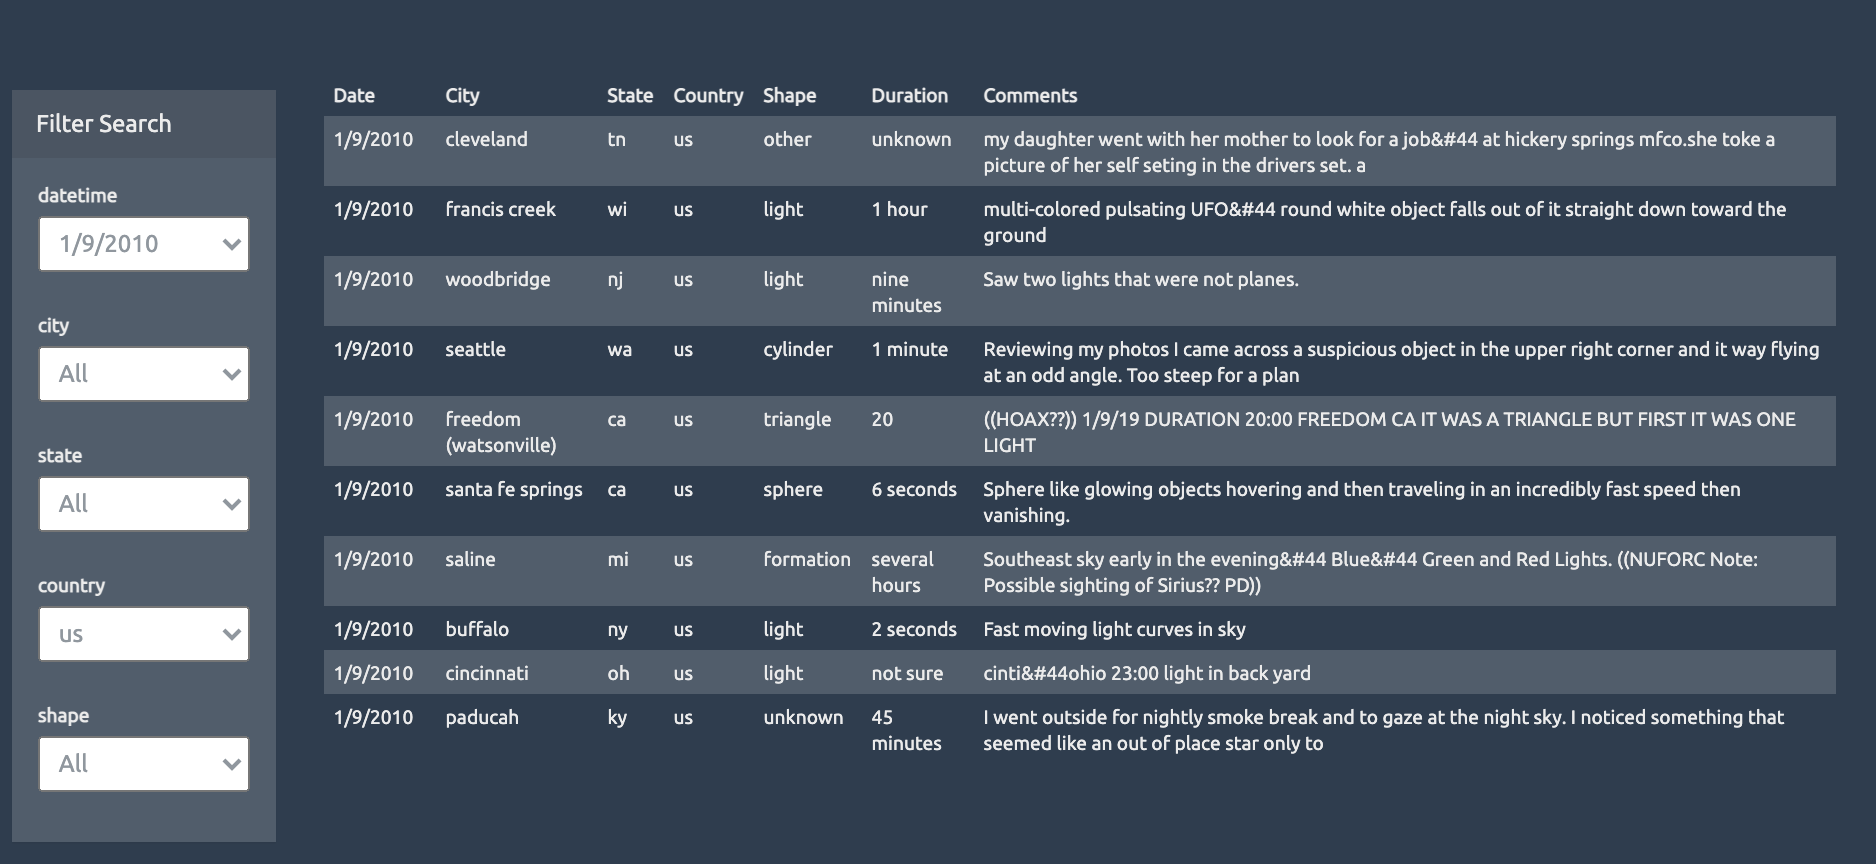 Filter Search
datetime
1/9/2010
city
All
state
All
country
us
shape
All
Date City State Country Shape Duration Comments
1/9/2010 cleveland tn us other unknown my daughter went with her mother to look for a job&#44 at hickery springs mfco.she toke a
picture of her self seting in the drivers set. a
1/9/2010 francis creek wi us light 1 hour multi-colored pulsating UFO&#44 round white object falls out of it straight down toward the
ground
1/9/2010 woodbridge nj us light nine Saw two lights that were not planes.
minutes
1/9/2010 seattle wa us cylinder 1 minute Reviewing my photos I came across a suspicious object in the upper right corner and it way flying
at an odd angle. Too steep for a plan
1/9/2010 freedom ca us triangle 20 ((HOAX??)) 1/9/19 DURATION 20:00 FREEDOM CA IT WAS A TRIANGLE BUT FIRST IT WAS ONE
(watsonville) LIGHT
1/9/2010 santa fe springs ca us sphere 6 seconds Sphere like glowing objects hovering and then traveling in an incredibly fast speed then
vanishing.
1/9/2010 saline mi us formation several Southeast sky early in the evening&#44 Blue&#44 Green and Red Lights. ((NUFORC Note:
hours Possible sighting of Sirius?? PD))
1/9/2010 buffalo ny us light 2 seconds Fast moving light curves in sky
1/9/2010 cincinnati oh us light not sure cinti&#44ohio 23:00 light in back yard
1/9/2010 paducah ky us unknown 45 I went outside for nightly smoke break and to gaze at the night sky. I noticed something that
minutes seemed like an out of place star only to